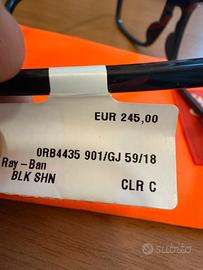 EUR 245,00
0RB4435 901/GJ 59/18
Ray-Ban
BLK SHN CLR C
subito